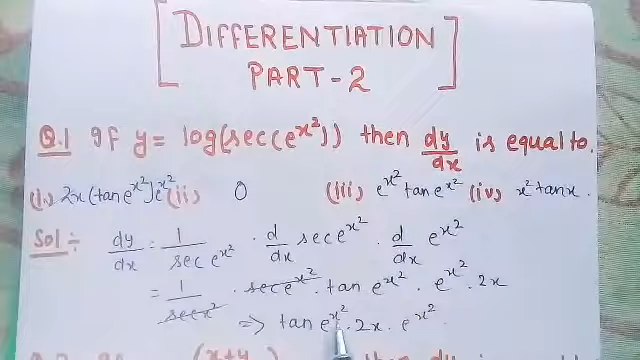 [DIFFERENTIATION
PART-2]
Q.1 If y = log(sec(e^x²)) then dy/dx is equal to.
(i.) 2x(tan e^x²)e^x² (ii) 0 (iii) e^x² tan e^x² (iv) x² tan x.
Sol ÷ dy/dx = 1/sec e^x² · d/dx sec e^x² · d/dx e^x²
= 1/sec x² · sec e^x² · tan e^x² · e^x² · 2x
=> tan e^x² · 2x · e^x²